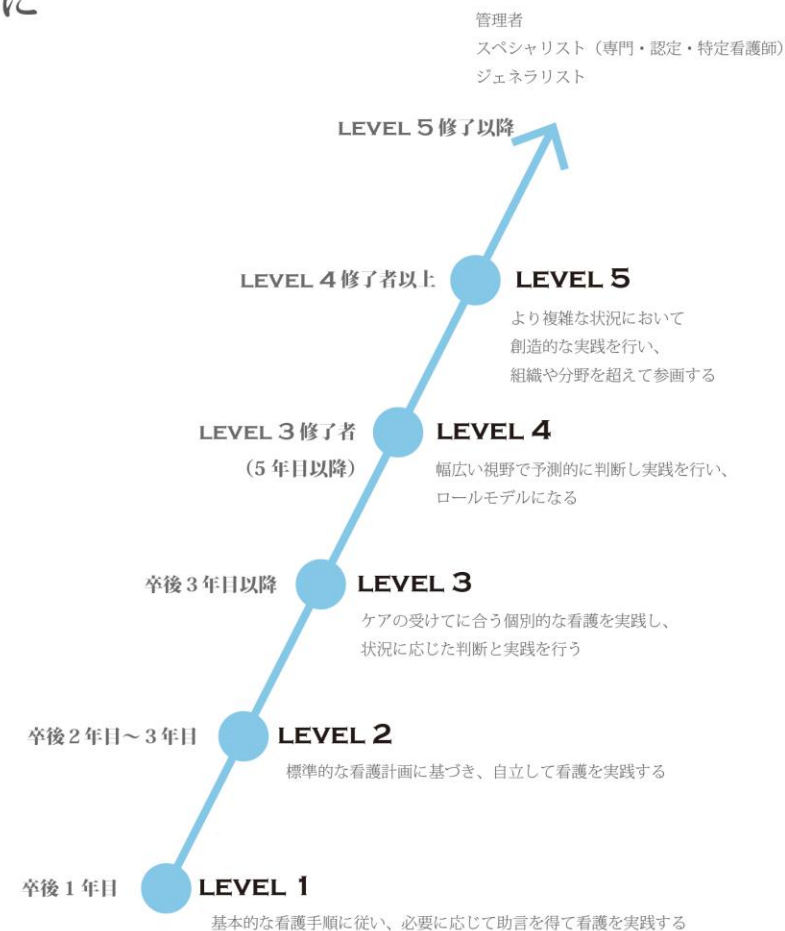 に
管理者
スペシャリスト（専門・認定・特定看護師）
ジェネラリスト
LEVEL 5 修了以降
LEVEL 4 修了者以上
LEVEL 5
より複雑な状況において
創造的な実践を行い、
組織や分野を超えて参画する
LEVEL 3 修了者
（5 年目以降）
LEVEL 4
幅広い視野で予測的に判断し実践を行い、
ロールモデルになる
卒後 3 年目以降
LEVEL 3
ケアの受けてに合う個別的な看護を実践し、
状況に応じた判断と実践を行う
卒後 2 年目～ 3 年目
LEVEL 2
標準的な看護計画に基づき、自立して看護を実践する
卒後 1 年目
LEVEL 1
基本的な看護手順に従い、必要に応じて助言を得て看護を実践する